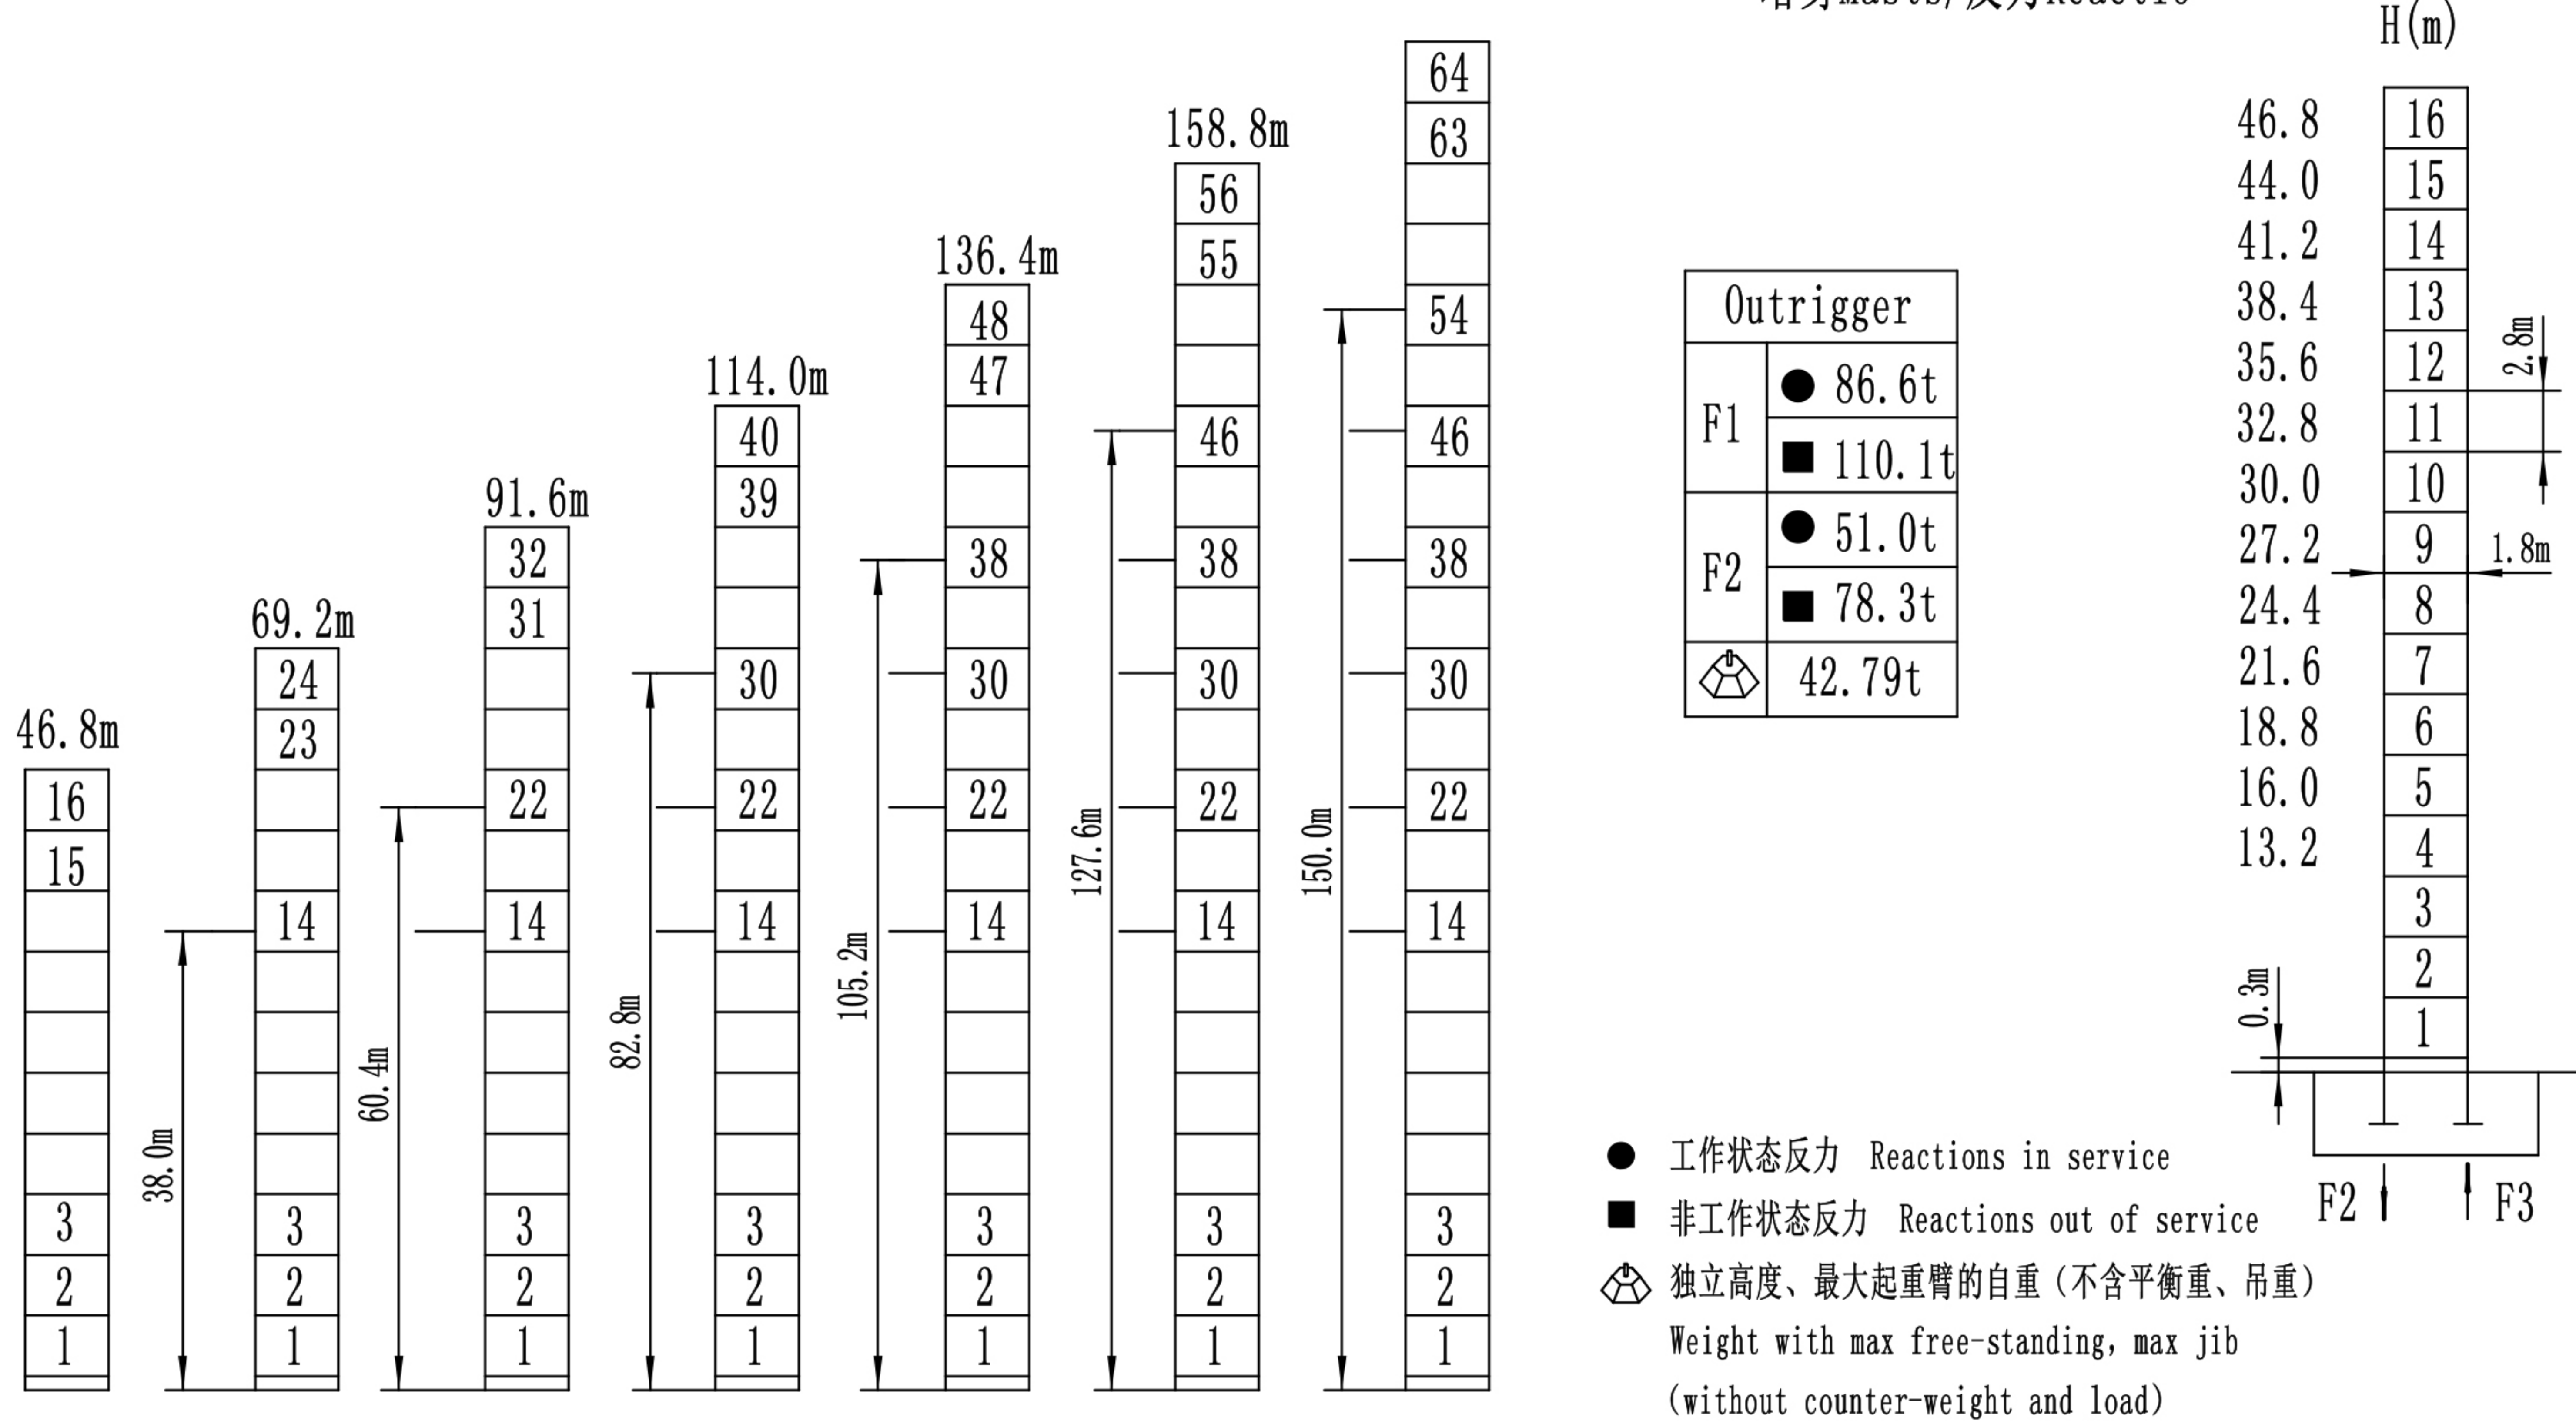 H(m)
46.8m
16
15
3
2
1
69.2m
24
23
14
3
2
1
38.0m
91.6m
32
31
22
14
3
2
1
60.4m
114.0m
40
39
30
22
14
3
2
1
82.8m
136.4m
48
47
38
30
22
14
3
2
1
105.2m
158.8m
56
55
46
38
30
22
14
3
2
1
127.6m
64
63
54
46
38
30
22
14
3
2
1
150.0m
Outrigger
F1
● 86.6t
■ 110.1t
F2
● 51.0t
■ 78.3t
42.79t
46.8 16
44.0 15
41.2 14
38.4 13
35.6 12
32.8 11
30.0 10
27.2 9
24.4 8
21.6 7
18.8 6
16.0 5
13.2 4
3
2
1
2.8m
1.8m
0.3m
F2 F3
● 工作状态反力 Reactions in service
■ 非工作状态反力 Reactions out of service
独立高度、最大起重臂的自重(不含平衡重、吊重)
Weight with max free-standing, max jib
(without counter-weight and load)